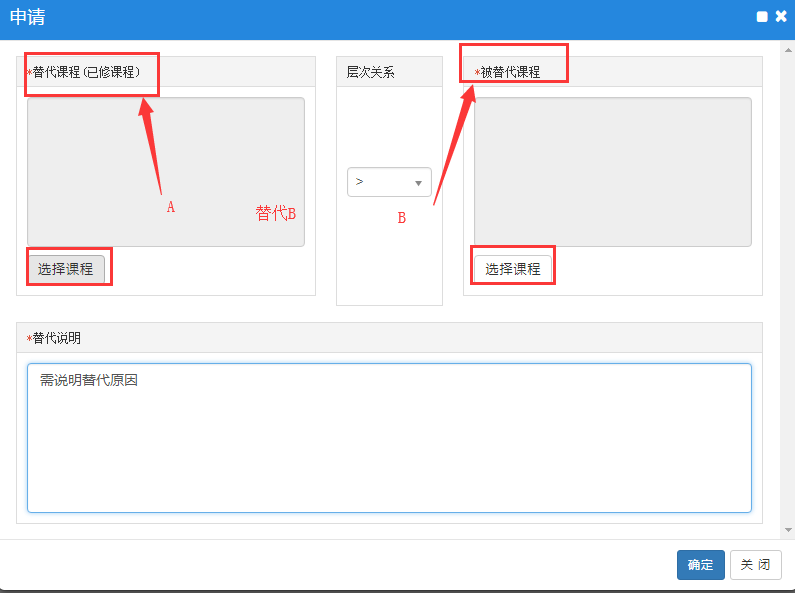 申请
*替代课程(已修课程)
层次关系
*被替代课程
>
A
替代B
B
选择课程
选择课程
*替代说明
需说明替代原因
确定
关 闭